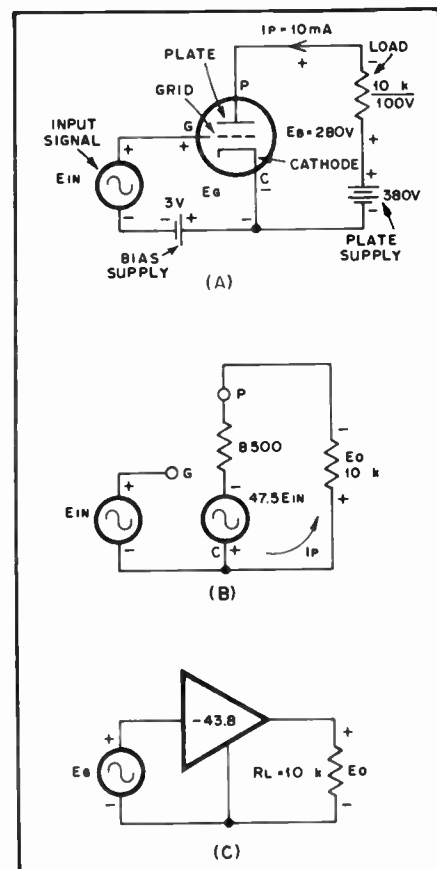 IP = 10mA
PLATE
LOAD
P
GRID
10 k
100V
INPUT
SIGNAL
G
EB = 280V
CATHODE
EIN
EG
C
3V
380V
BIAS
SUPPLY
PLATE
SUPPLY
(A)
P
8500
EO
10 k
G
47.5 EIN
EIN
C
IP
(B)
-43.8
EG
RL = 10 k
EO
(C)